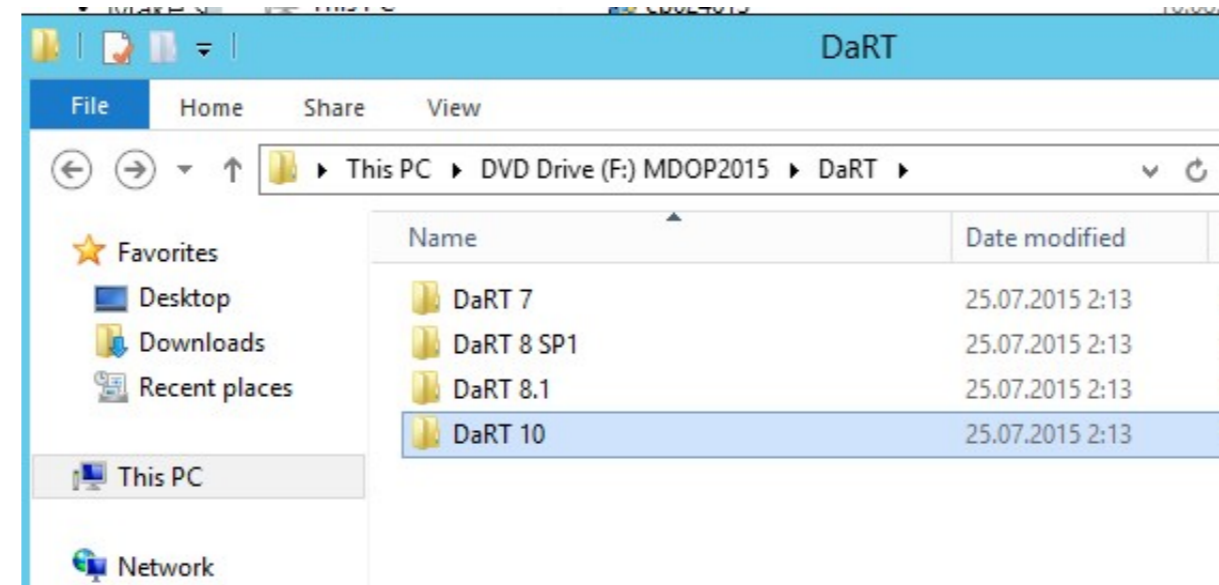 DaRT
File Home Share View
This PC DVD Drive (F:) MDOP2015 DaRT
Name Date modified
Favorites
Desktop
Downloads
Recent places
This PC
Network
DaRT 7 25.07.2015 2:13
DaRT 8 SP1 25.07.2015 2:13
DaRT 8.1 25.07.2015 2:13
DaRT 10 25.07.2015 2:13